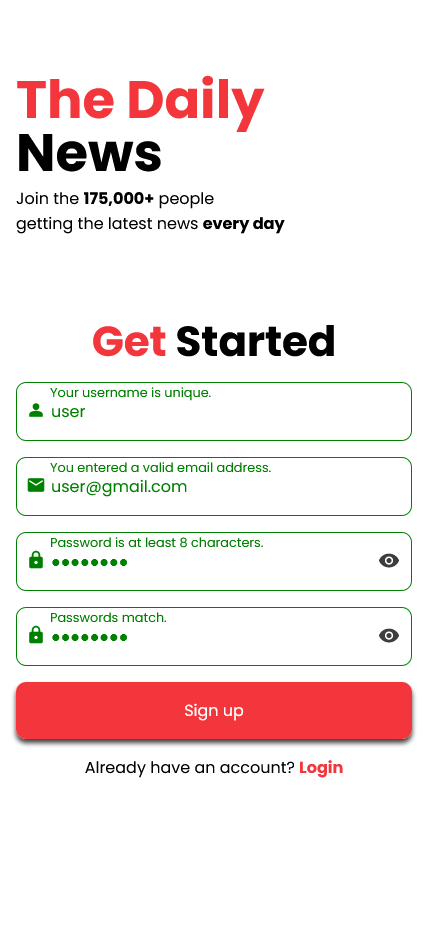 The Daily
News
Join the 175,000+ people
getting the latest news every day
Get Started
Your username is unique.
user
You entered a valid email address.
user@gmail.com
Password is at least 8 characters.
••••••••
Passwords match.
••••••••
Sign up
Already have an account? Login